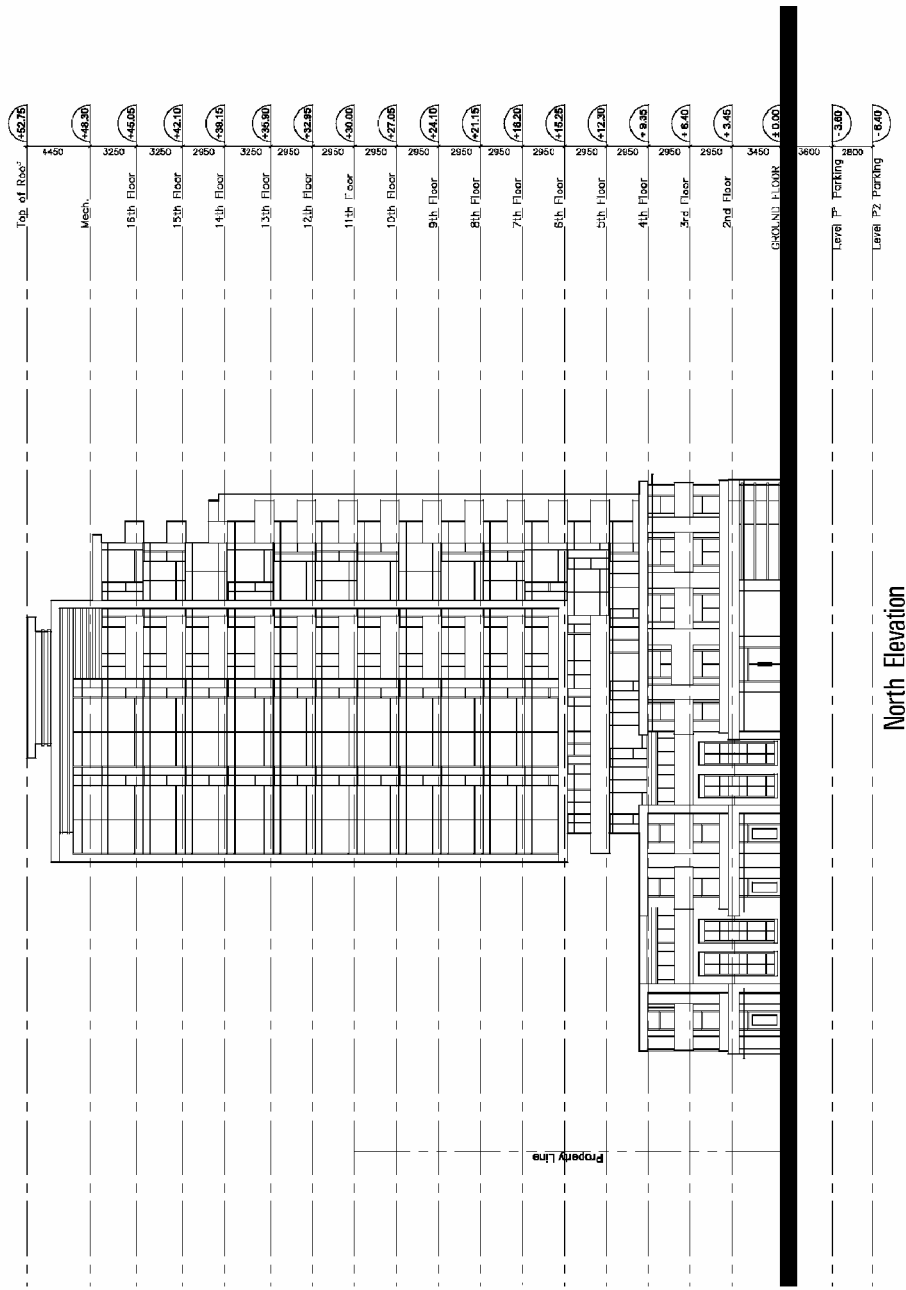 +52.75
+48.30
+45.05
+42.10
+39.15
+35.90
+32.95
+30.00
+27.05
+24.10
+21.15
+18.20
+15.25
+12.30
+ 9.35
+ 6.40
+ 3.45
± 0.00
- 3.60
- 6.40
4450
3250
3250
2950
3250
2950
2950
2950
2950
2950
2950
2950
2950
2950
2950
2950
3450
3600
2800
Top of Roof
Mech.
16th Floor
15th Floor
14th Floor
13th Floor
12th Floor
11th Floor
10th Floor
9th Floor
8th Floor
7th Floor
6th Floor
5th Floor
4th Floor
3rd Floor
2nd Floor
GROUND FLOOR
Level P1 Parking
Level P2 Parking
Property Line
North Elevation